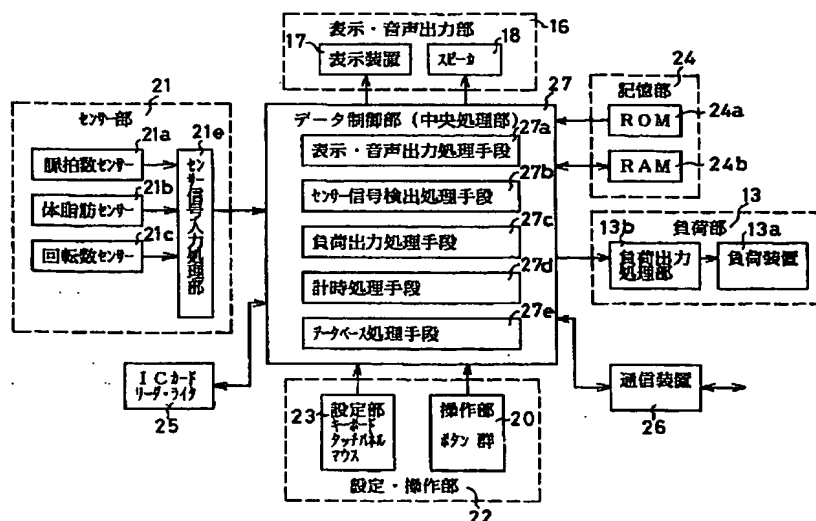 表示・音声出力部
16
17
表示装置
18
スピーカ
21
センサー部
21a
脈拍数センサー
21b
体脂肪センサー
21c
回転数センサー
21e
センサー信号入力処理部
27
データ制御部（中央処理部）
27a
表示・音声出力処理手段
27b
センサー信号検出処理手段
27c
負荷出力処理手段
27d
計時処理手段
27e
データベース処理手段
24
記憶部
ROM
24a
RAM
24b
13
負荷部
13b
負荷出力
処理部
13a
負荷装置
ICカード
リーダ・ライタ
25
23
設定部
キーボード
タッチパネル
マウス
操作部
ボタン群
20
設定・操作部
22
通信装置
26